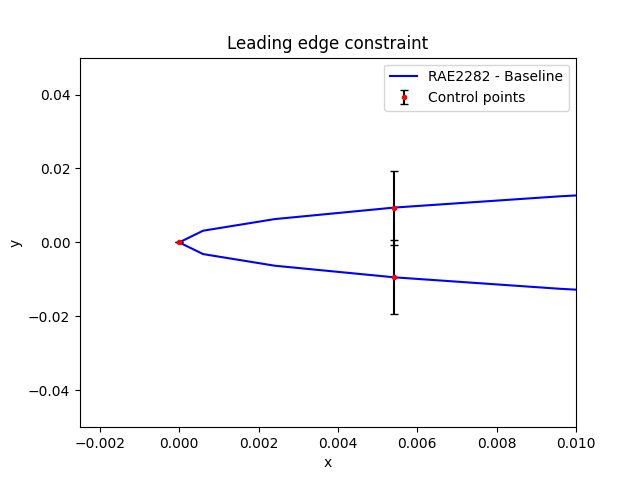 Leading edge constraint
RAE2282 - Baseline
Control points
0.04
0.02
0.00
−0.02
−0.04
y
−0.002
0.000
0.002
0.004
0.006
0.008
0.010
x